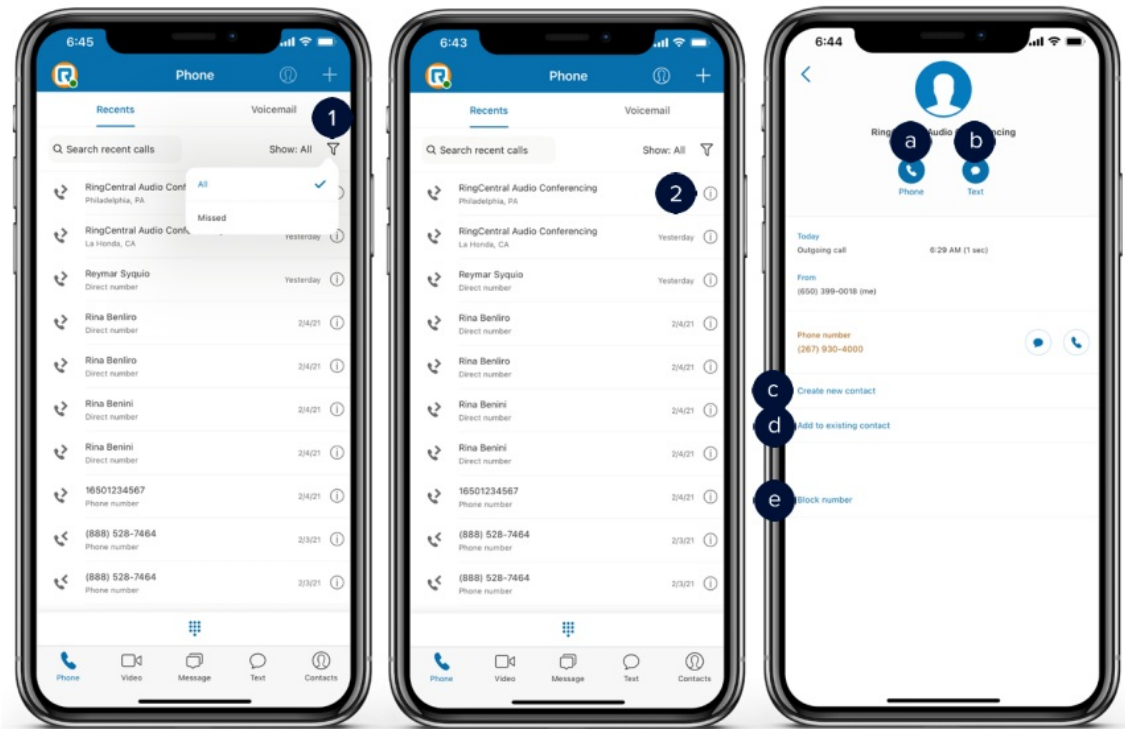 6:45
Phone
Recents Voicemail
1
Search recent calls Show: All
All
Missed
RingCentral Audio Conf
Philadelphia, PA
RingCentral Audio
La Honda, CA Yesterday
Reymar Syquio
Direct number Yesterday
Rina Benliro
Direct number 2/4/21
Rina Benliro
Direct number 2/4/21
Rina Benini
Direct number 2/4/21
Rina Benini
Direct number 2/4/21
16501234567
Phone number 2/4/21
(888) 528-7464
Phone number 2/3/21
(888) 528-7464
Phone number 2/3/21
Phone Video Message Text Contacts
6:43
Phone
Recents Voicemail
Search recent calls Show: All
RingCentral Audio Conferencing
Philadelphia, PA
2
RingCentral Audio Conferencing
La Honda, CA Yesterday
Reymar Syquio
Direct number Yesterday
Rina Benliro
Direct number 2/4/21
Rina Benliro
Direct number 2/4/21
Rina Benini
Direct number 2/4/21
Rina Benini
Direct number 2/4/21
16501234567
Phone number 2/4/21
(888) 528-7464
Phone number 2/3/21
(888) 528-7464
Phone number 2/3/21
Phone Video Message Text Contacts
6:44
Ring Audio ncing
a b
Phone Text
Today
Outgoing call 6:29 AM (1 sec)
From
(650) 399-0018 (me)
Phone number
(267) 930-4000
c Create new contact
d Add to existing contact
e Block number